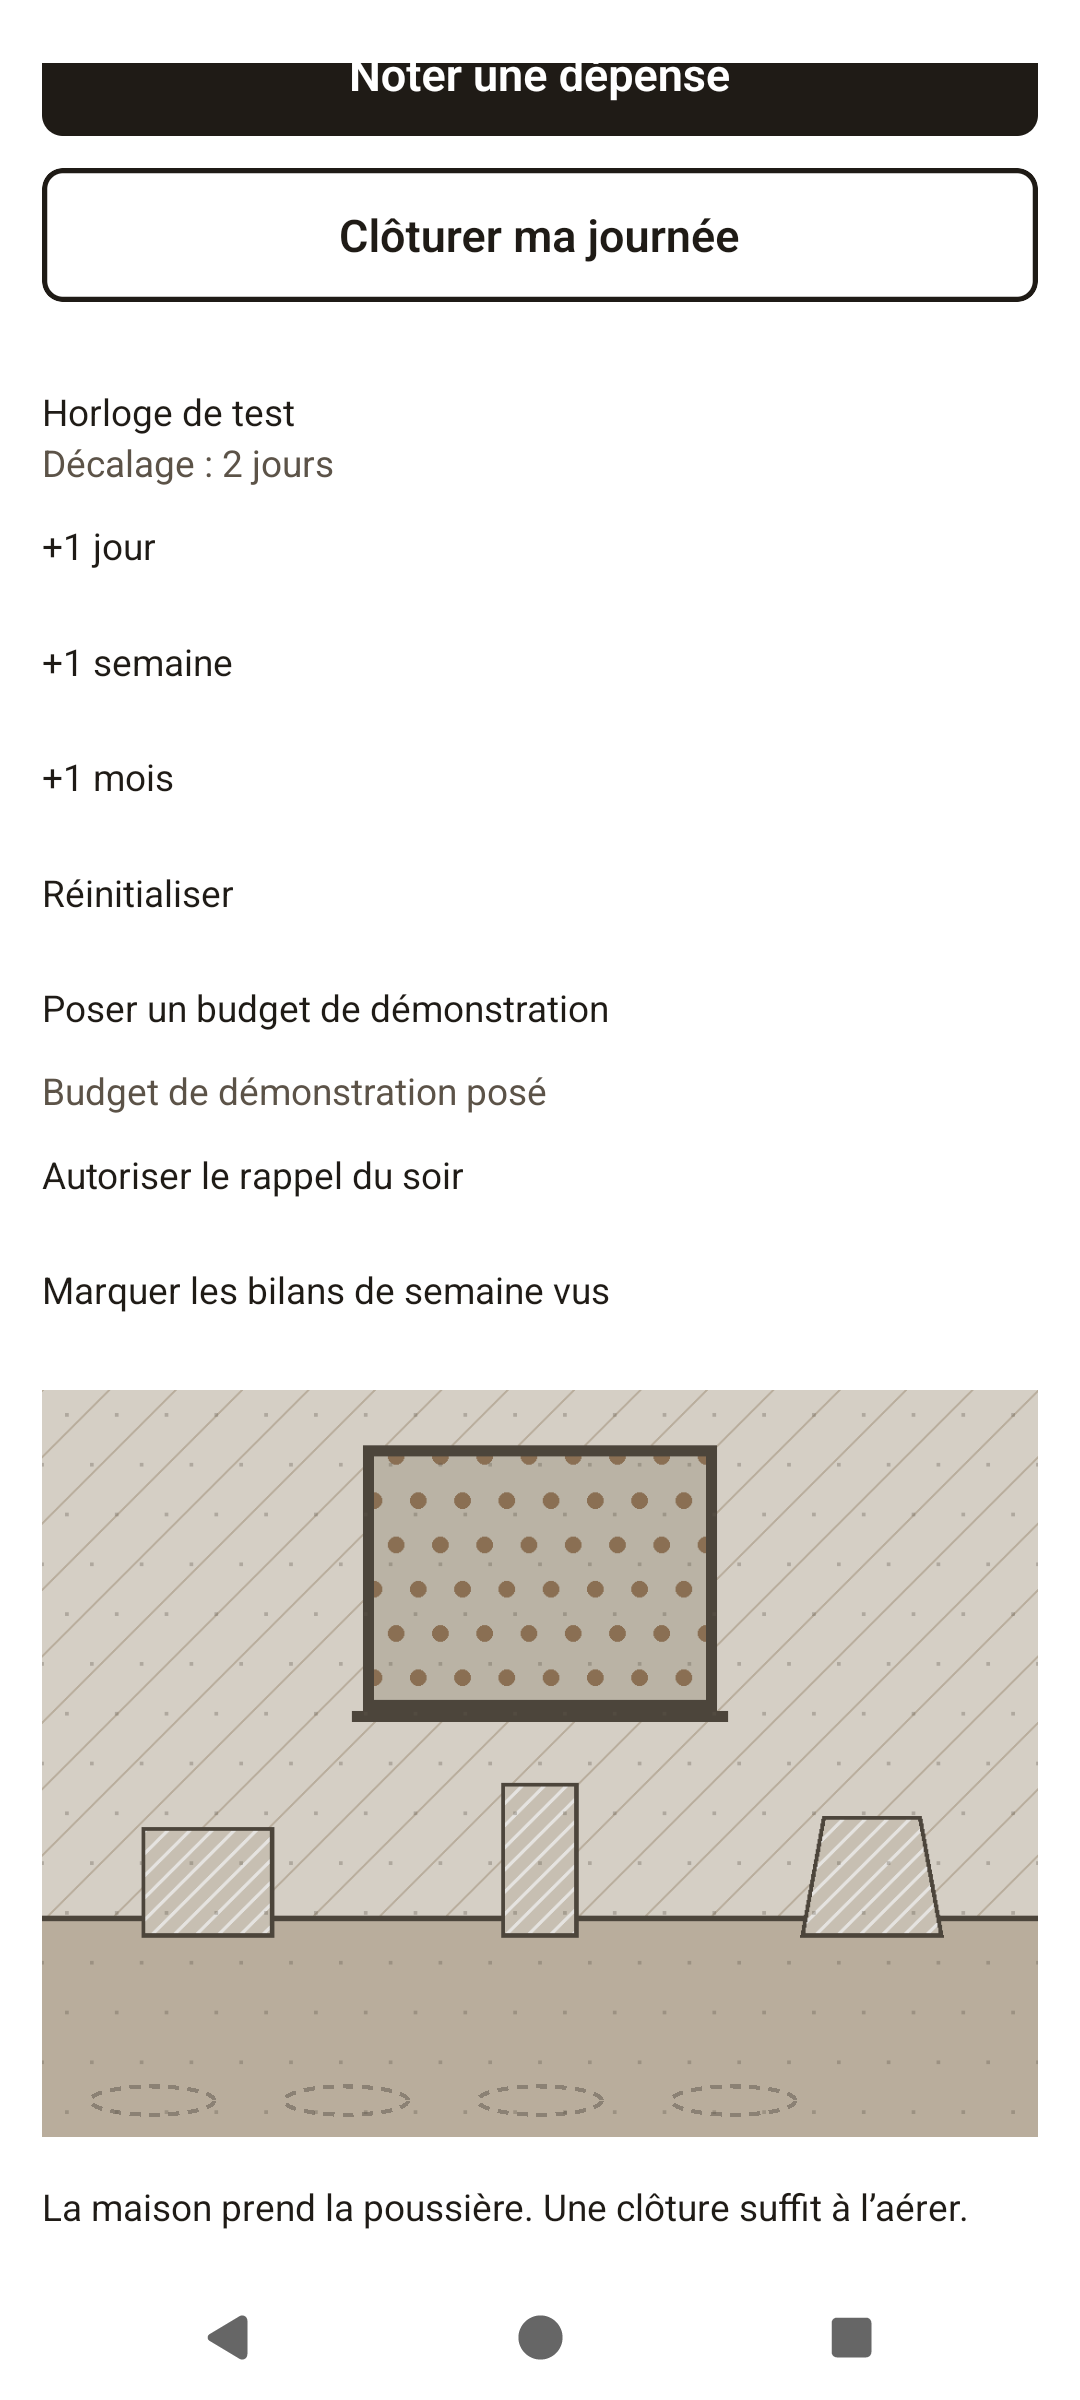 Noter une dépense
Clôturer ma journée
Horloge de test
Décalage : 2 jours
+1 jour
+1 semaine
+1 mois
Réinitialiser
Poser un budget de démonstration
Budget de démonstration posé
Autoriser le rappel du soir
Marquer les bilans de semaine vus
La maison prend la poussière. Une clôture suffit à l’aérer.